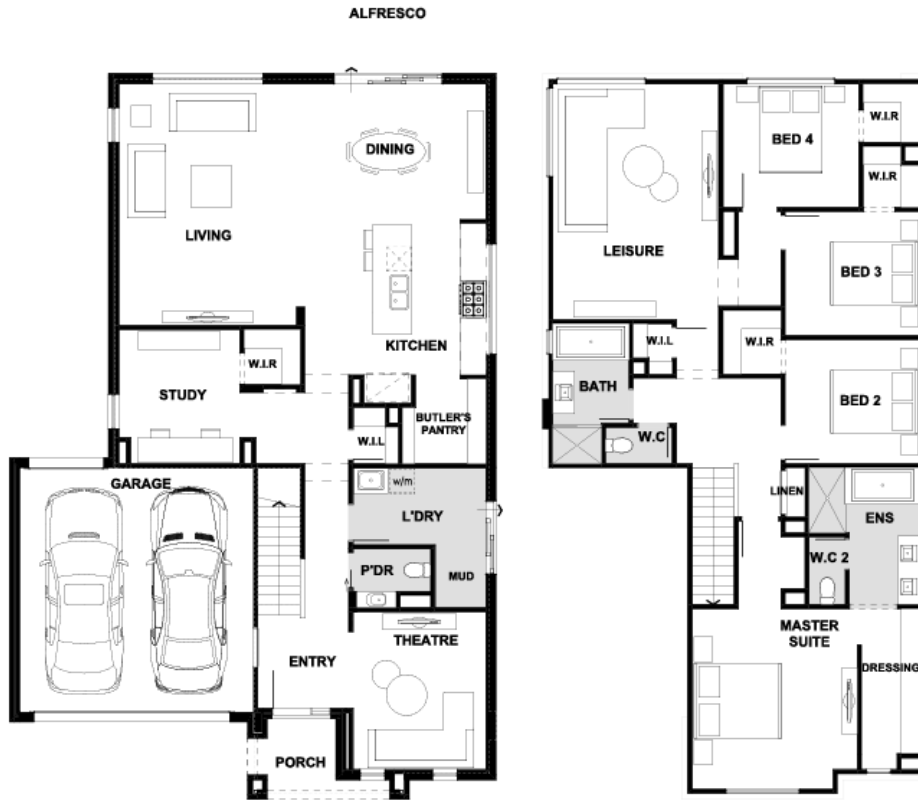 ALFRESCO
DINING
LIVING
KITCHEN
W.I.R
STUDY
BUTLER'S
PANTRY
W.I.L
GARAGE
w/m
L'DRY
P'DR
MUD
THEATRE
ENTRY
PORCH
W.I.R
BED 4
W.I.R
LEISURE
BED 3
W.I.L
W.I.R
BATH
BED 2
W.C
LINEN
ENS
W.C 2
MASTER
SUITE
DRESSING